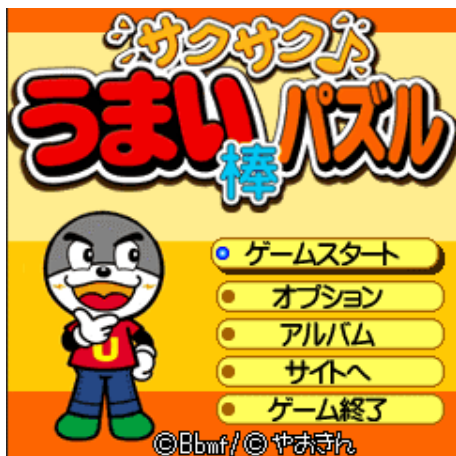 サクサク♪
うまい棒パズル
ゲームスタート
オプション
アルバム
サイトへ
ゲーム終了
U
©Bbmf/©やおきん